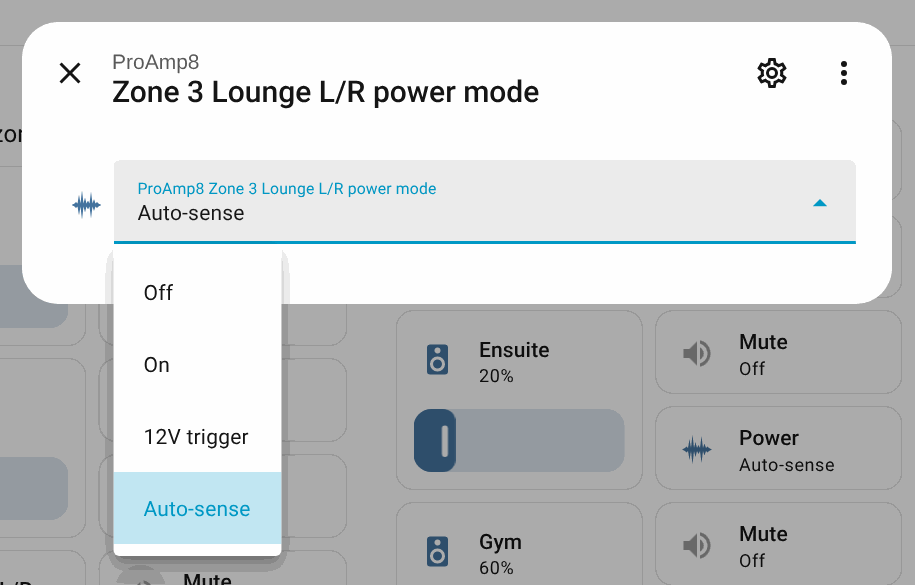 ProAmp8
Zone 3 Lounge L/R power mode
ProAmp8 Zone 3 Lounge L/R power mode
Auto-sense
Off
On
12V trigger
Auto-sense
Ensuite
20%
Mute
Off
Power
Auto-sense
Gym
60%
Mute
Off
Mute